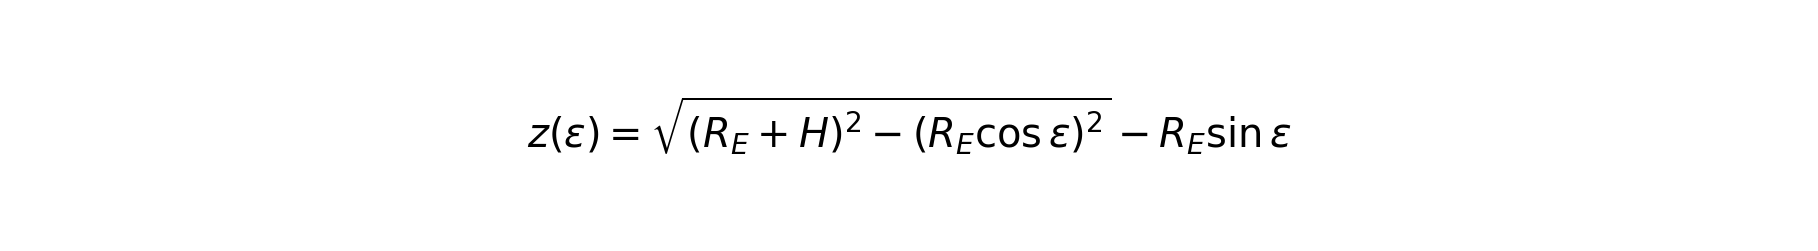 z(ε) = √((R_E + H)² − (R_E cos ε)²) − R_E sin ε